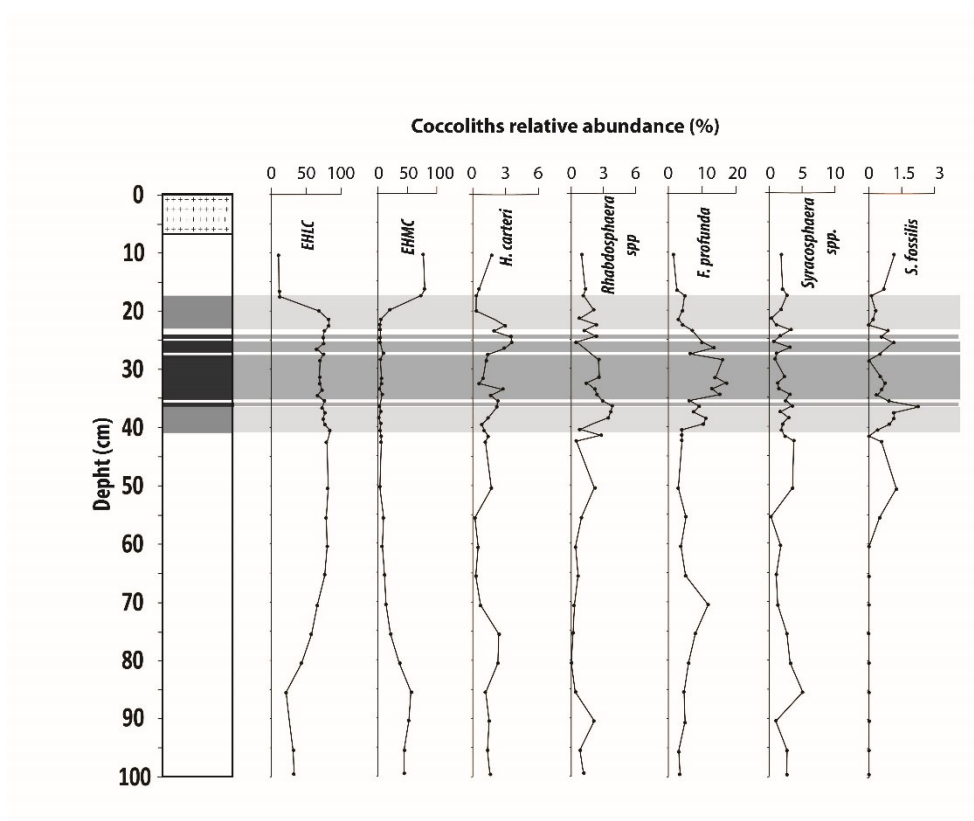 Coccoliths relative abundance (%)
0 50 100 0 50 100 0 3 6 0 3 6 0 10 20 0 5 10 0 1.5 3
EHLC
EHMC
H. carteri
Rhabdosphaera
spp
F. profunda
Syracosphaera
spp.
S. fossilis
Depht (cm)
0
10
20
30
40
50
60
70
80
90
100